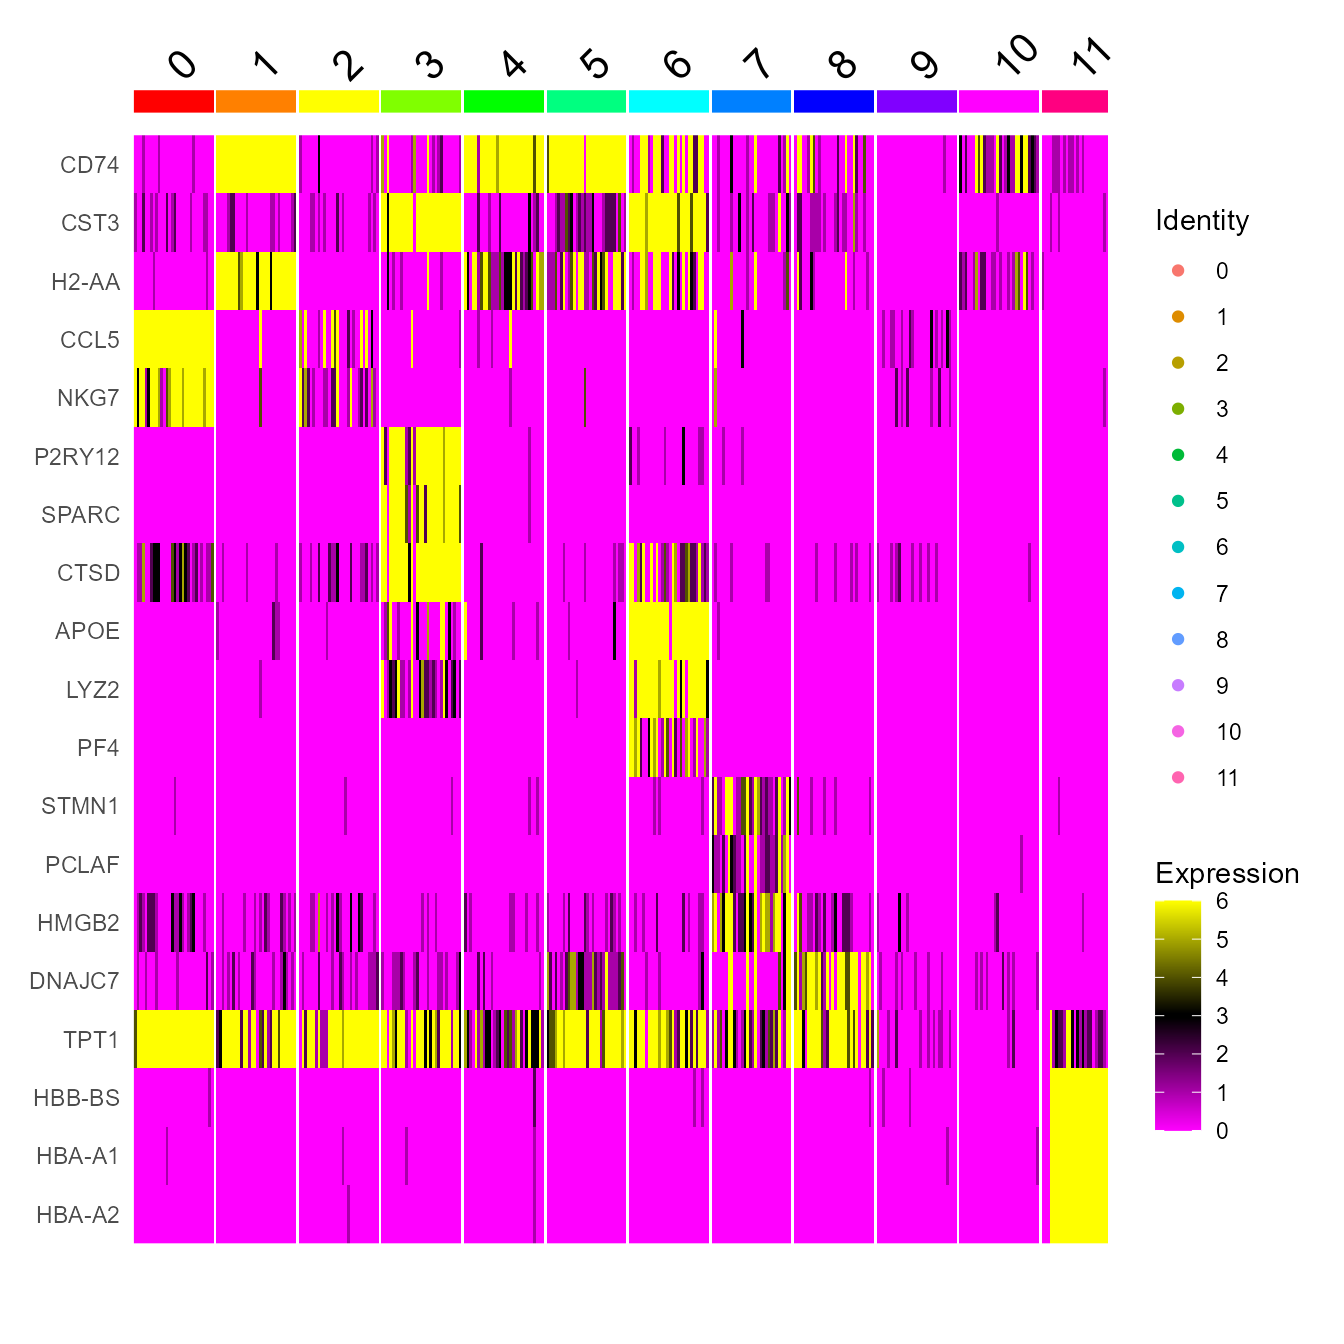 0 1 2 3 4 5 6 7 8 9 10 11
CD74
CST3
H2-AA
CCL5
NKG7
P2RY12
SPARC
CTSD
APOE
LYZ2
PF4
STMN1
PCLAF
HMGB2
DNAJC7
TPT1
HBB-BS
HBA-A1
HBA-A2
Identity
0
1
2
3
4
5
6
7
8
9
10
11
Expression
6
5
4
3
2
1
0